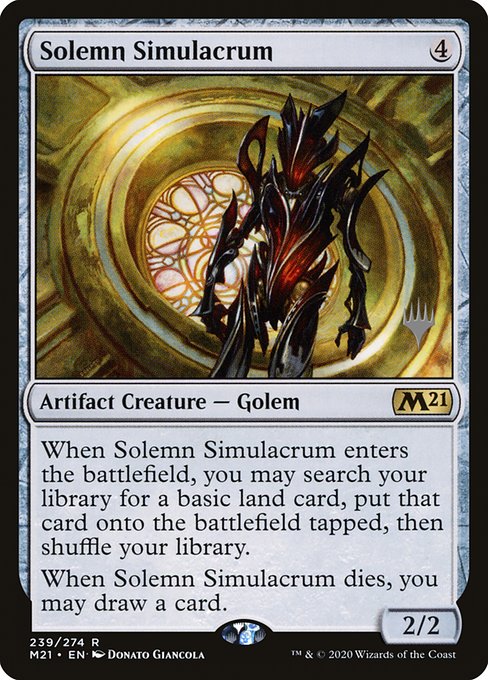 Solemn Simulacrum 4
Artifact Creature — Golem M21
When Solemn Simulacrum enters
the battlefield, you may search your
library for a basic land card, put that
card onto the battlefield tapped, then
shuffle your library.
When Solemn Simulacrum dies, you
may draw a card.
2/2
239/274 R
M21 • EN Donato Giancola ™ & © 2020 Wizards of the Coast